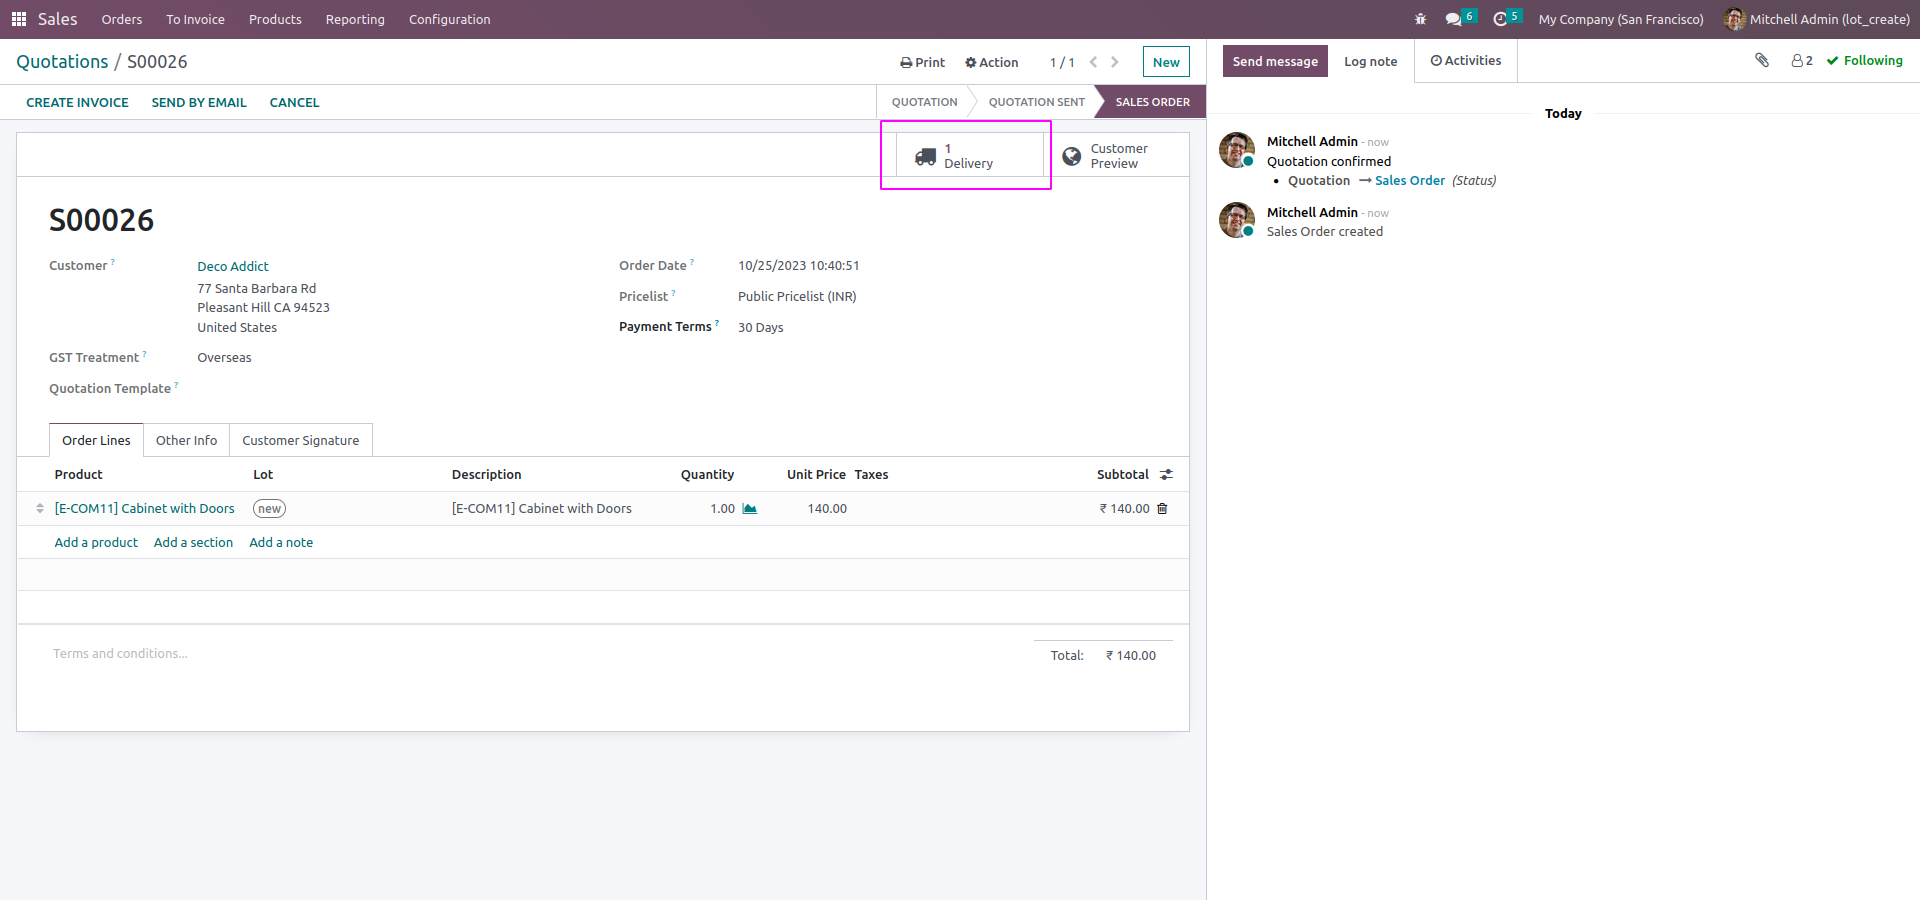 Sales Orders To Invoice Products Reporting Configuration 6 5 My Company (San Francisco) Mitchell Admin (lot_create)
Quotations / S00026 Print Action 1 / 1 New
CREATE INVOICE SEND BY EMAIL CANCEL QUOTATION QUOTATION SENT SALES ORDER
1
Delivery
Customer
Preview
S00026
Customer ? Deco Addict
77 Santa Barbara Rd
Pleasant Hill CA 94523
United States
GST Treatment ? Overseas
Quotation Template ?
Order Date ? 10/25/2023 10:40:51
Pricelist ? Public Pricelist (INR)
Payment Terms ? 30 Days
Order Lines Other Info Customer Signature
Product Lot Description Quantity Unit Price Taxes Subtotal
[E-COM11] Cabinet with Doors new [E-COM11] Cabinet with Doors 1.00 140.00 ₹ 140.00
Add a product Add a section Add a note
Terms and conditions...
Total: ₹ 140.00
Send message Log note Activities 2 Following
Today
Mitchell Admin - now
Quotation confirmed
• Quotation → Sales Order (Status)
Mitchell Admin - now
Sales Order created